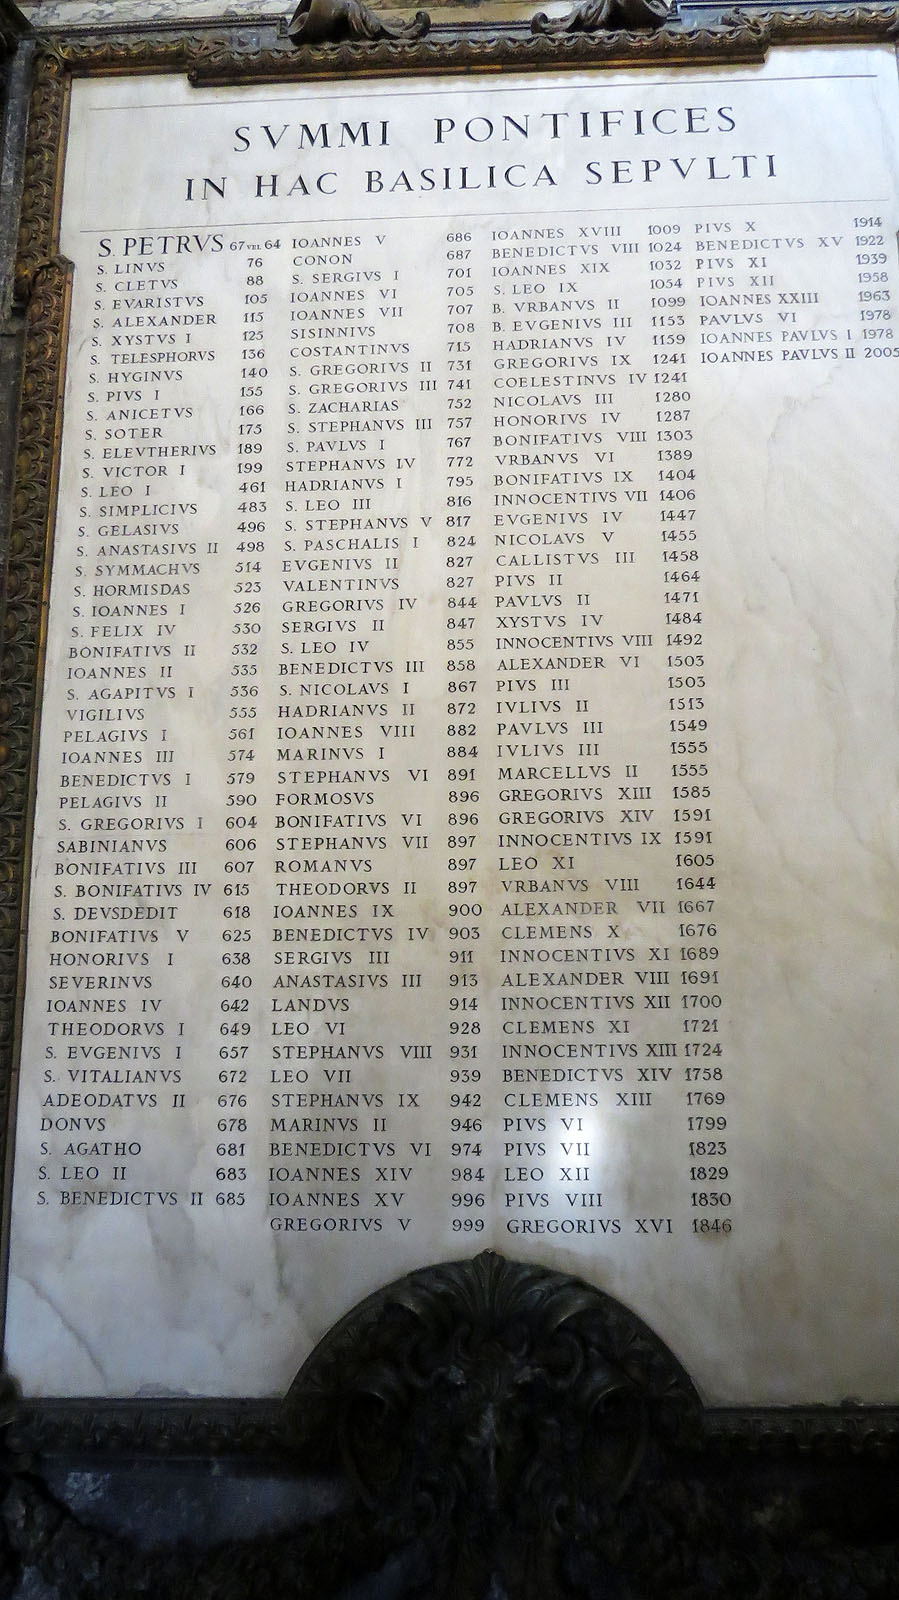 SVMMI PONTIFICES
IN HAC BASILICA SEPVLTI
S. PETRVS 67 VEL 64
S. LINVS 76
S. CLETVS 88
S. EVARISTVS 105
S. ALEXANDER 115
S. XYSTVS I 125
S. TELESPHORVS 136
S. HYGINVS 140
S. PIVS I 155
S. ANICETVS 166
S. SOTER 175
S. ELEVTHERIVS 189
S. VICTOR I 199
S. LEO I 461
S. SIMPLICIVS 483
S. GELASIVS 496
S. ANASTASIVS II 498
S. SYMMACHVS 514
S. HORMISDAS 523
S. IOANNES I 526
S. FELIX IV 530
BONIFATIVS II 532
IOANNES II 535
S. AGAPITVS I 536
VIGILIVS 555
PELAGIVS I 561
IOANNES III 574
BENEDICTVS I 579
PELAGIVS II 590
S. GREGORIVS I 604
SABINIANVS 606
BONIFATIVS III 607
S. BONIFATIVS IV 615
S. DEVSDEDIT 618
BONIFATIVS V 625
HONORIVS I 638
SEVERINVS 640
IOANNES IV 642
THEODORVS I 649
S. EVGENIVS I 657
S. VITALIANVS 672
ADEODATVS II 676
DONVS 678
S. AGATHO 681
S. LEO II 683
S. BENEDICTVS II 685
IOANNES V 686
CONON 687
S. SERGIVS I 701
IOANNES VI 705
IOANNES VII 707
SISINNIVS 708
COSTANTINVS 715
S. GREGORIVS II 731
S. GREGORIVS III 741
S. ZACHARIAS 752
S. STEPHANVS III 757
S. PAVLVS I 767
STEPHANVS IV 772
HADRIANVS I 795
S. LEO III 816
S. STEPHANVS V 817
S. PASCHALIS I 824
EVGENIVS II 827
VALENTINVS 827
GREGORIVS IV 844
SERGIVS II 847
S. LEO IV 855
BENEDICTVS III 858
S. NICOLAVS I 867
HADRIANVS II 872
IOANNES VIII 882
MARINVS I 884
STEPHANVS VI 891
FORMOSVS 896
BONIFATIVS VI 896
STEPHANVS VII 897
ROMANVS 897
THEODORVS II 897
IOANNES IX 900
BENEDICTVS IV 903
SERGIVS III 911
ANASTASIVS III 913
LANDVS 914
LEO VI 928
STEPHANVS VIII 931
LEO VII 939
STEPHANVS IX 942
MARINVS II 946
BENEDICTVS VI 974
IOANNES XIV 984
IOANNES XV 996
GREGORIVS V 999
IOANNES XVIII 1009
BENEDICTVS VIII 1024
IOANNES XIX 1032
S. LEO IX 1054
B. VRBANVS II 1099
B. EVGENIVS III 1153
HADRIANVS IV 1159
GREGORIVS IX 1241
COELESTINVS IV 1241
NICOLAVS III 1280
HONORIVS IV 1287
BONIFATIVS VIII 1303
VRBANVS VI 1389
BONIFATIVS IX 1404
INNOCENTIVS VII 1406
EVGENIVS IV 1447
NICOLAVS V 1455
CALLISTVS III 1458
PIVS II 1464
PAVLVS II 1471
XYSTVS IV 1484
INNOCENTIVS VIII 1492
ALEXANDER VI 1503
PIVS III 1503
IVLIVS II 1513
PAVLVS III 1549
IVLIVS III 1555
MARCELLVS II 1555
GREGORIVS XIII 1585
GREGORIVS XIV 1591
INNOCENTIVS IX 1591
LEO XI 1605
VRBANVS VIII 1644
ALEXANDER VII 1667
CLEMENS X 1676
INNOCENTIVS XI 1689
ALEXANDER VIII 1691
INNOCENTIVS XII 1700
CLEMENS XI 1721
INNOCENTIVS XIII 1724
BENEDICTVS XIV 1758
CLEMENS XIII 1769
PIVS VI 1799
PIVS VII 1823
LEO XII 1829
PIVS VIII 1830
GREGORIVS XVI 1846
PIVS X 1914
BENEDICTVS XV 1922
PIVS XI 1939
PIVS XII 1958
IOANNES XXIII 1963
PAVLVS VI 1978
IOANNES PAVLVS I 1978
IOANNES PAVLVS II 2005